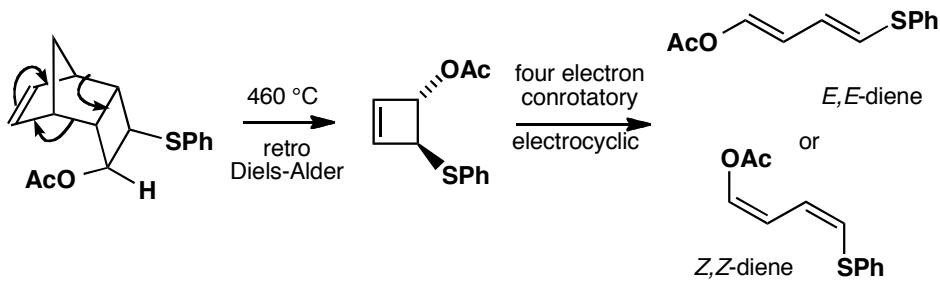 SPh
AcO
H
460 °C
retro
Diels-Alder
OAc
SPh
four electron
conrotatory
electrocyclic
AcO
SPh
E,E-diene
or
OAc
Z,Z-diene
SPh